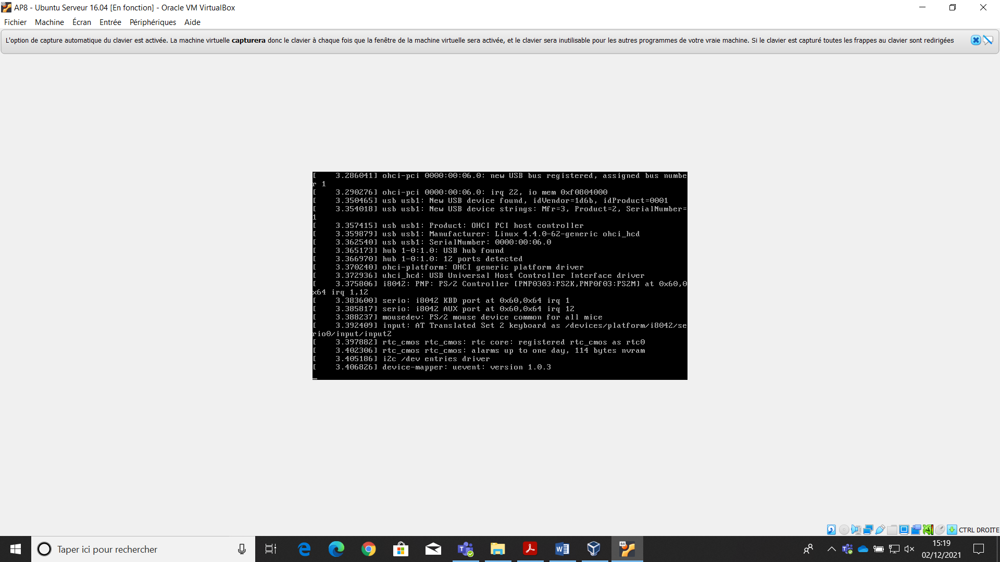 AP8 - Ubuntu Serveur 16.04 [En fonction] - Oracle VM VirtualBox
Fichier Machine Écran Entrée Périphériques Aide
L'option de capture automatique du clavier est activée. La machine virtuelle capturera donc le clavier à chaque fois que la fenêtre de la machine virtuelle sera activée, et le clavier sera inutilisable pour les autres programmes de votre vraie machine. Si le clavier est capturé toutes les frappes au clavier sont redirigées
[    3.286041] ohci-pci 0000:00:06.0: new USB bus registered, assigned bus numbe
r 1
[    3.290276] ohci-pci 0000:00:06.0: irq 22, io mem 0xf0804000
[    3.350465] usb usb1: New USB device found, idVendor=1d6b, idProduct=0001
[    3.354018] usb usb1: New USB device strings: Mfr=3, Product=2, SerialNumber=
1
[    3.357415] usb usb1: Product: OHCI PCI host controller
[    3.359879] usb usb1: Manufacturer: Linux 4.4.0-62-generic ohci_hcd
[    3.362540] usb usb1: SerialNumber: 0000:00:06.0
[    3.365173] hub 1-0:1.0: USB hub found
[    3.366970] hub 1-0:1.0: 12 ports detected
[    3.370240] ohci-platform: OHCI generic platform driver
[    3.372936] uhci_hcd: USB Universal Host Controller Interface driver
[    3.375806] i8042: PNP: PS/2 Controller [PNP0303:PS2K,PNP0f03:PS2M] at 0x60,0
x64 irq 1,12
[    3.383600] serio: i8042 KBD port at 0x60,0x64 irq 1
[    3.385817] serio: i8042 AUX port at 0x60,0x64 irq 12
[    3.388237] mousedev: PS/2 mouse device common for all mice
[    3.392409] input: AT Translated Set 2 keyboard as /devices/platform/i8042/se
rio0/input/input2
[    3.397882] rtc_cmos rtc_cmos: rtc core: registered rtc_cmos as rtc0
[    3.402306] rtc_cmos rtc_cmos: alarms up to one day, 114 bytes nvram
[    3.405186] i2c /dev entries driver
[    3.406826] device-mapper: uevent: version 1.0.3
CTRL DROITE
Taper ici pour rechercher
15:19
02/12/2021